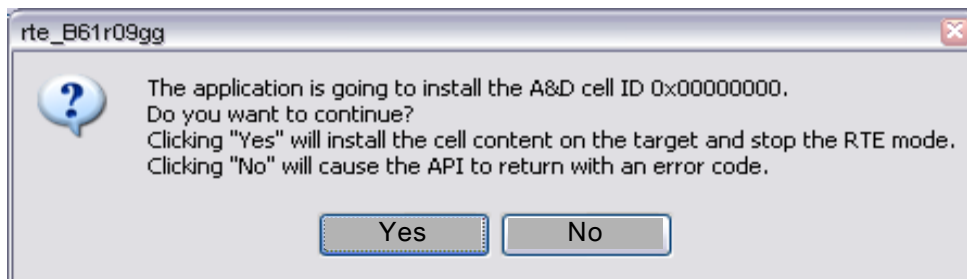 rte_B61r09gg
The application is going to install the A&D cell ID 0x00000000.
Do you want to continue?
Clicking "Yes" will install the cell content on the target and stop the RTE mode.
Clicking "No" will cause the API to return with an error code.
Yes No